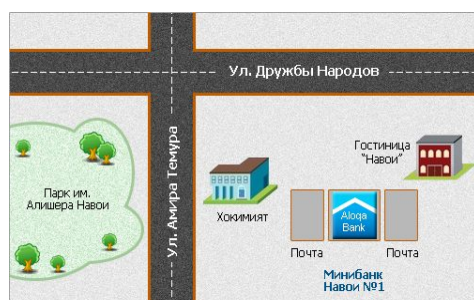 Ул. Дружбы Народов
Ул. Амира Темура
Гостиница
"Навои"
Парк им.
Алишера Навои
Хокимият
Aloqa
Bank
Почта
Почта
Минибанк
Навои №1